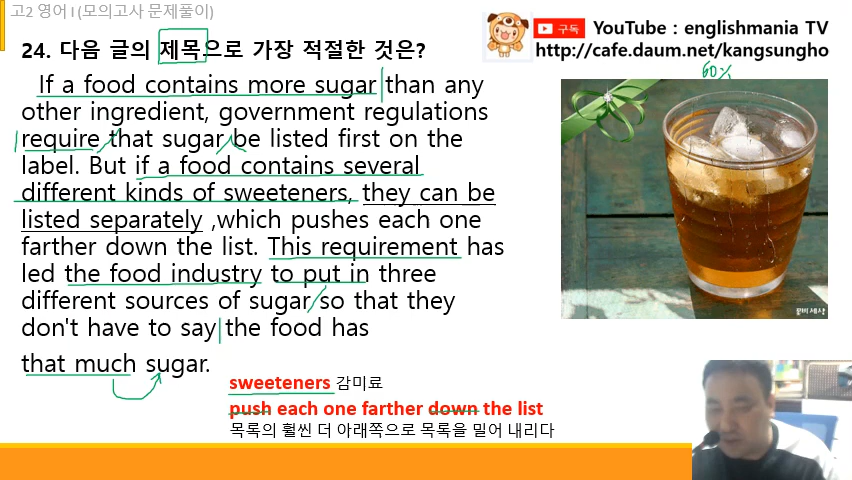 고2 영어 I (모의고사 문제풀이)
구독 YouTube : englishmania TV
http://cafe.daum.net/kangsungho
24. 다음 글의 제목으로 가장 적절한 것은?
60%
If a food contains more sugar than any
other ingredient, government regulations
require that sugar be listed first on the
label. But if a food contains several
different kinds of sweeteners, they can be
listed separately ,which pushes each one
farther down the list. This requirement has
led the food industry to put in three
different sources of sugar so that they
don't have to say the food has
that much sugar.
sweeteners 감미료
push each one farther down the list
목록의 훨씬 더 아래쪽으로 목록을 밀어 내리다